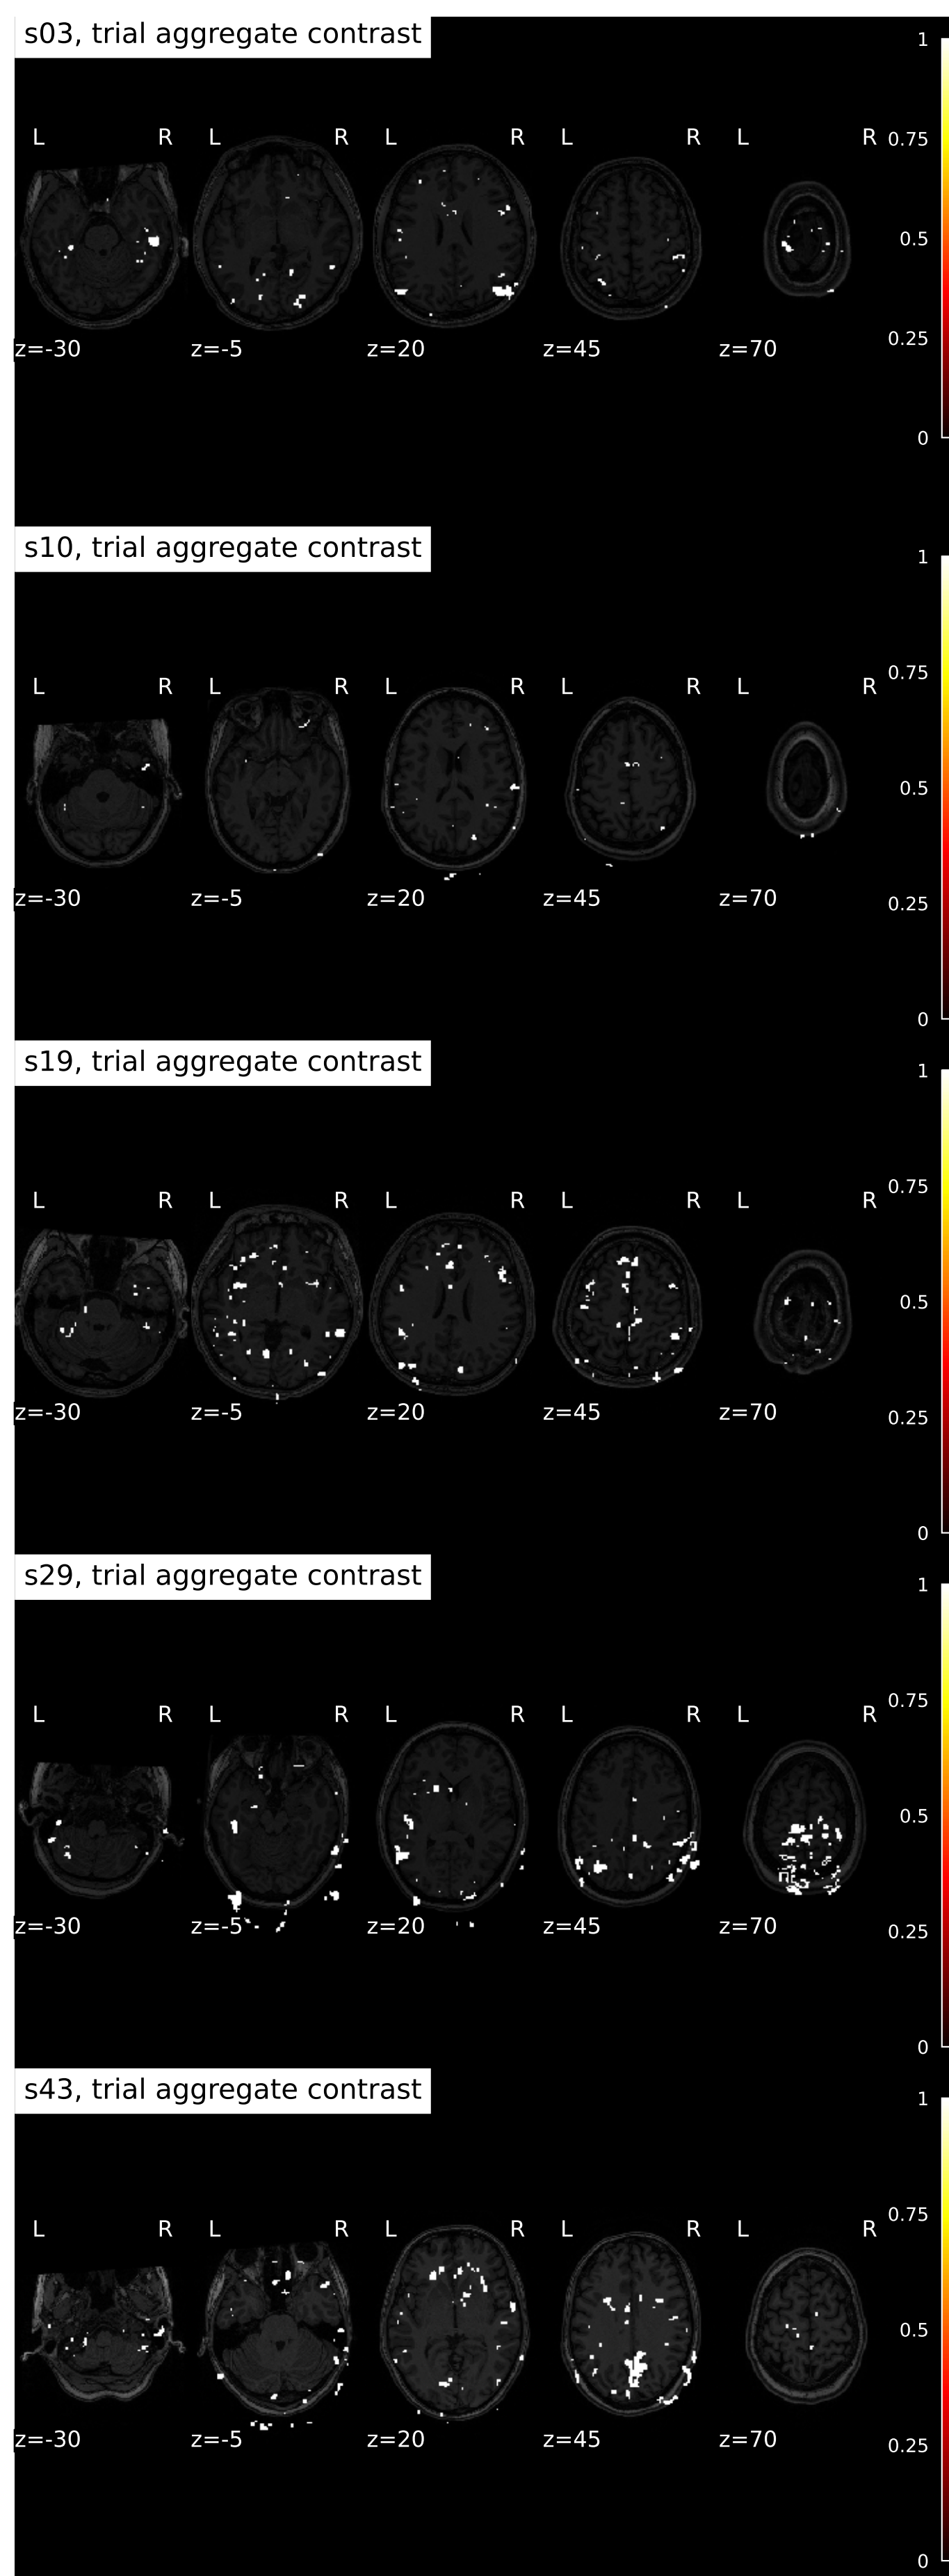 s03, trial aggregate contrast
1
L R L R L R L R L R 0.75
0.5
0.25
z=-30 z=-5 z=20 z=45 z=70
0
s10, trial aggregate contrast
1
0.75
L R L R L R L R L R
0.5
z=-30 z=-5 z=20 z=45 z=70 0.25
0
s19, trial aggregate contrast
1
0.75
L R L R L R L R L R
0.5
z=-30 z=-5 z=20 z=45 z=70 0.25
0
s29, trial aggregate contrast
1
0.75
L R L R L R L R L R
0.5
z=-30 z=-5 z=20 z=45 z=70 0.25
0
s43, trial aggregate contrast
1
0.75
L R L R L R L R L R
0.5
z=-30 z=-5 z=20 z=45 z=70 0.25
0